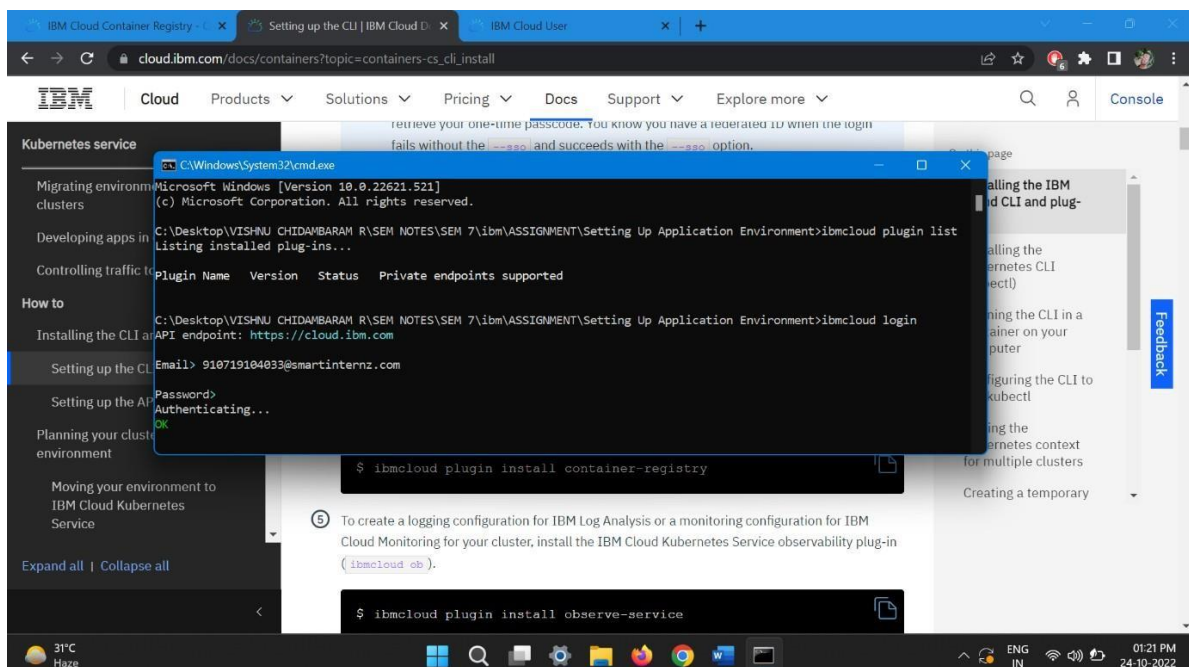 IBM Cloud Container Registry - C
Setting up the CLI | IBM Cloud D
IBM Cloud User
cloud.ibm.com/docs/containers?topic=containers-cs_cli_install
6
IBM Cloud Products Solutions Pricing Docs Support Explore more Console
retrieve your one-time passcode. You know you have a federated ID when the login
fails without the --sso and succeeds with the --sso option.
Kubernetes service
Migrating environm
clusters
Developing apps in
Controlling traffic to
How to
Installing the CLI an
Setting up the CL
Setting up the AP
Planning your cluste
environment
Moving your environment to
IBM Cloud Kubernetes
Service
Expand all | Collapse all
C:\Windows\System32\cmd.exe
Microsoft Windows [Version 10.0.22621.521]
(c) Microsoft Corporation. All rights reserved.
C:\Desktop\VISHNU CHIDAMBARAM R\SEM NOTES\SEM 7\ibm\ASSIGNMENT\Setting Up Application Environment>ibmcloud plugin list
Listing installed plug-ins...
Plugin Name Version Status Private endpoints supported
C:\Desktop\VISHNU CHIDAMBARAM R\SEM NOTES\SEM 7\ibm\ASSIGNMENT\Setting Up Application Environment>ibmcloud login
API endpoint: https://cloud.ibm.com
Email> 910719104033@smartinternz.com
Password>
Authenticating...
OK
$ ibmcloud plugin install container-registry
5 To create a logging configuration for IBM Log Analysis or a monitoring configuration for IBM
Cloud Monitoring for your cluster, install the IBM Cloud Kubernetes Service observability plug-in
( ibmcloud ob ).
$ ibmcloud plugin install observe-service
page
alling the IBM
d CLI and plug-
alling the
ernetes CLI
ectl)
ning the CLI in a
ainer on your
puter
figuring the CLI to
kubectl
ing the
ernetes context
for multiple clusters
Creating a temporary
Feedback
31°C
Haze
ENG
IN
01:21 PM
24-10-2022